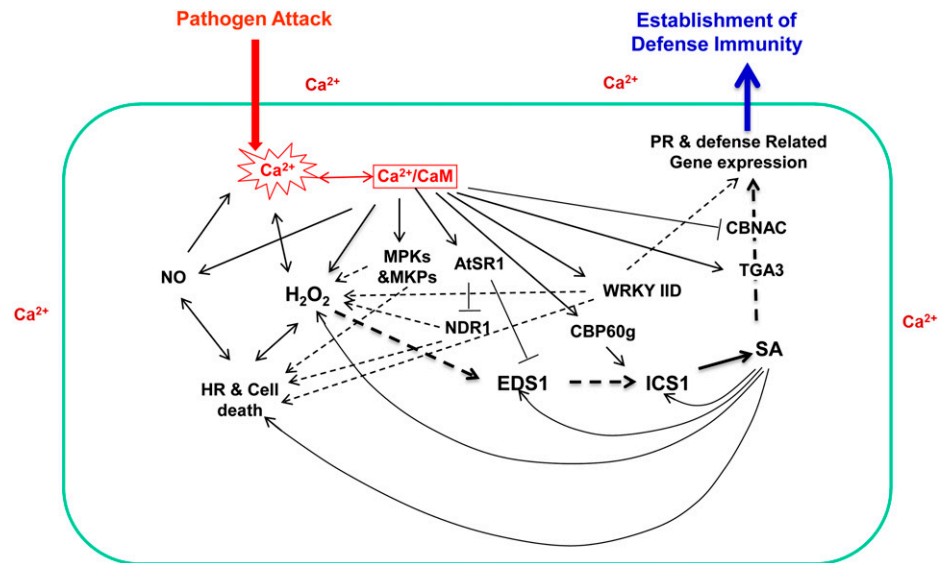 Pathogen Attack
Establishment of
Defense Immunity
Ca²⁺
Ca²⁺
PR & defense Related
Gene expression
Ca²⁺
Ca²⁺/CaM
CBNAC
MPKs
&MKPs
AtSR1
TGA3
NO
H₂O₂
WRKY IID
Ca²⁺
Ca²⁺
NDR1
CBP60g
SA
HR & Cell
death
EDS1
ICS1